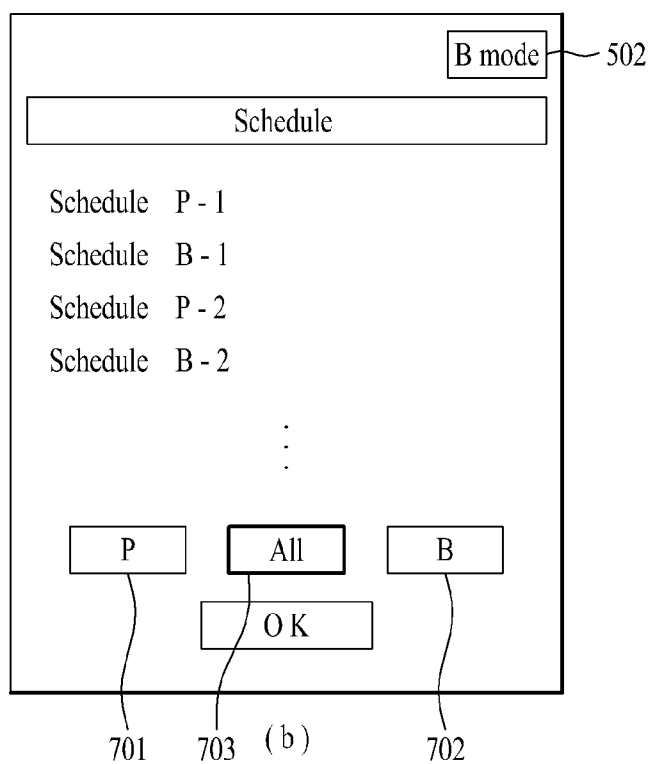 B mode 502
Schedule
Schedule P - 1
Schedule B - 1
Schedule P - 2
Schedule B - 2
P All B
O K
701 703 (b) 702